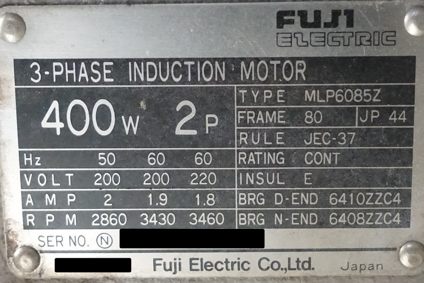 FUJI
ELECTRIC
3-PHASE INDUCTION MOTOR
400W 2P
TYPE MLP6085Z
FRAME 80 JP 44
RULE JEC-37
Hz 50 60 60 RATING CONT
VOLT 200 200 220 INSUL E
AMP 2 1.9 1.8 BRG D-END 6410ZZC4
RPM 2860 3430 3460 BRG N-END 6408ZZC4
SER NO. N
Fuji Electric Co.,Ltd. Japan